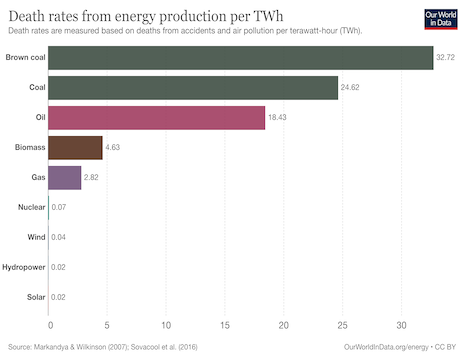 Death rates from energy production per TWh
Death rates are measured based on deaths from accidents and air pollution per terawatt-hour (TWh).
Our World
in Data
Brown coal 32.72
Coal 24.62
Oil 18.43
Biomass 4.63
Gas 2.82
Nuclear 0.07
Wind 0.04
Hydropower 0.02
Solar 0.02
0 5 10 15 20 25 30
Source: Markandya & Wilkinson (2007); Sovacool et al. (2016) OurWorldInData.org/energy • CC BY